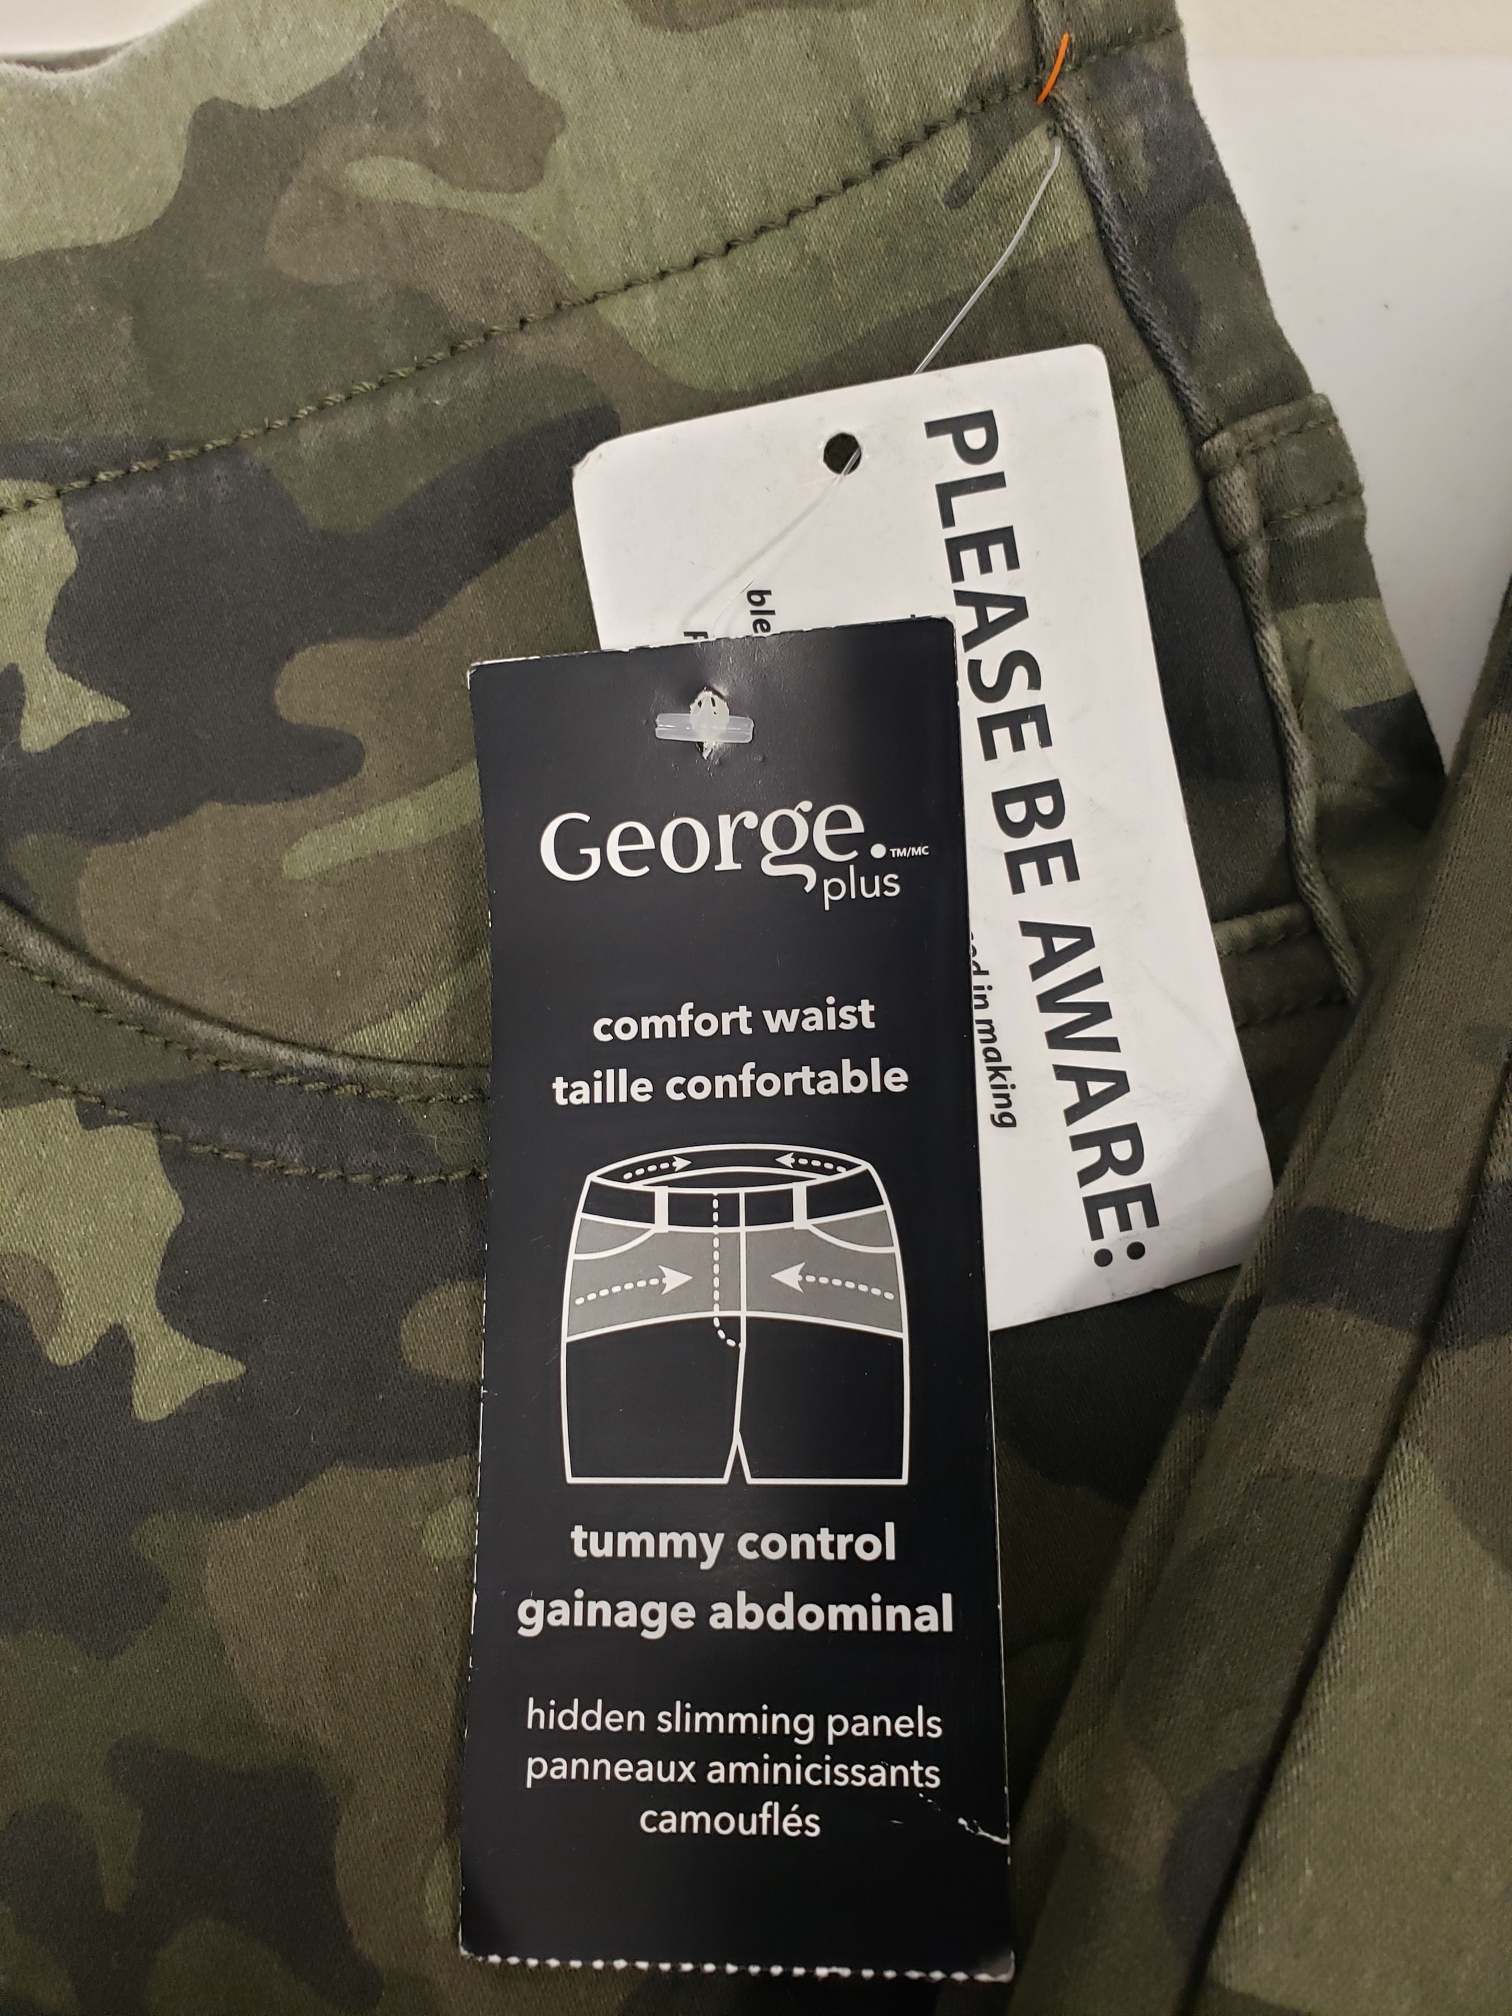 George.™/MC
plus
comfort waist
taille confortable
tummy control
gainage abdominal
hidden slimming panels
panneaux aminicissants
camouflés
PLEASE BE AWARE:
in making